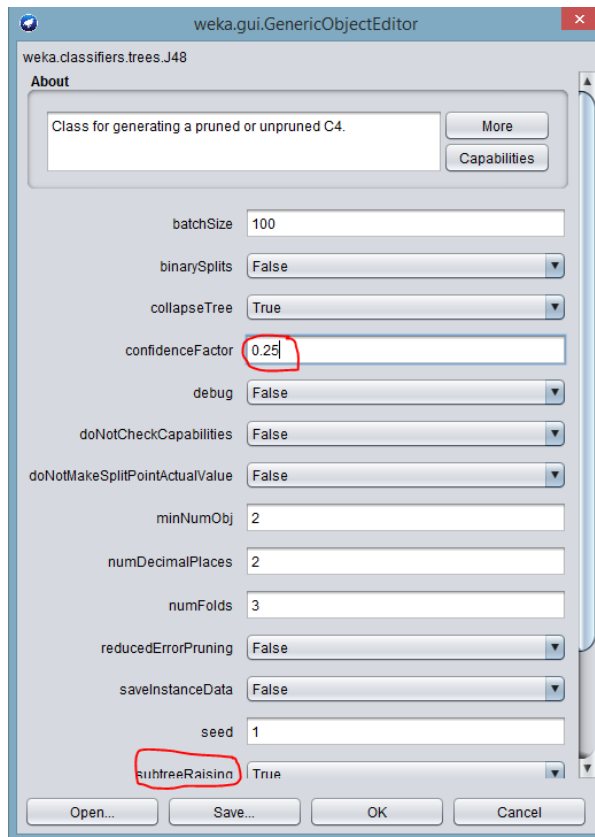 weka.gui.GenericObjectEditor
weka.classifiers.trees.J48
About
Class for generating a pruned or unpruned C4.
More
Capabilities
batchSize 100
binarySplits False
collapseTree True
confidenceFactor 0.25
debug False
doNotCheckCapabilities False
doNotMakeSplitPointActualValue False
minNumObj 2
numDecimalPlaces 2
numFolds 3
reducedErrorPruning False
saveInstanceData False
seed 1
subtreeRaising True
Open... Save... OK Cancel